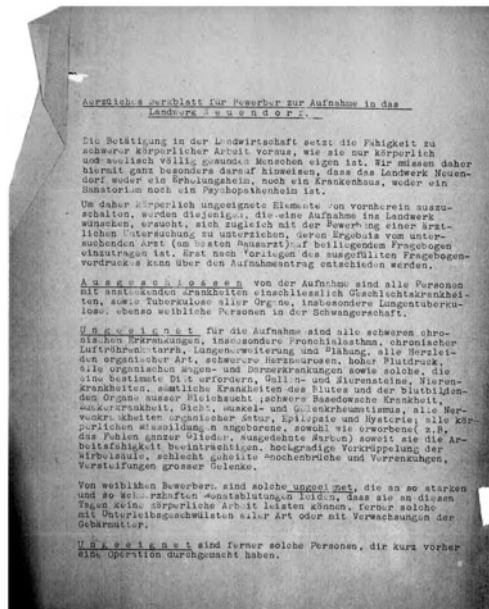 Aerztliches Merkblatt für Bewerber zur Aufnahme in das
Landwerk N e u e n d o r f .
Die Betätigung in der Landwirtschaft setzt die Fähigkeit zu
schwerer körperlicher Arbeit voraus, wie sie nur körperlich
und seelisch völlig gesunden Menschen eigen ist. Wir müssen daher
hiermit ganz besonders darauf hinweisen, dass das Landwerk Neuen-
dorf weder ein Erholungsheim, noch ein Krankenhaus, weder ein
Sanatorium noch ein Psychopathenheim ist.
Um daher körperlich ungeeignete Elemente von vornherein auszu-
schalten, werden diejenigen, die eine Aufnahme ins Landwerk
wünschen, ersucht, sich zugleich mit der Bewerbung einer ärzt-
lichen Untersuchung zu unterziehen, deren Ergebnis vom unter-
suchenden Arzt (am besten Hausarzt) auf beiliegendem Fragebogen
einzutragen ist. Erst nach Vorliegen des ausgefüllten Fragebogen-
vordruckes kann über den Aufnahmeantrag entschieden werden.
A u s g e s c h l o s s e n von der Aufnahme sind alle Personen
mit ansteckenden Krankheiten einschliesslich Geschlechtskrankhei-
ten, sowie Tuberkulose aller Organe, insbesondere Lungentuberku-
lose, ebenso weibliche Personen in der Schwangerschaft.
U n g e e i g n e t für die Aufnahme sind alle schweren chro-
nischen Erkrankungen, insbesondere Bronchialasthma, chronischer
Luftröhrenkatarrh, Lungenerweiterung und Blähung, alle Herzlei-
den organischer Art, schwerere Herzneurosen, hoher Blutdruck,
alle organischen Magen- und Darmerkrankungen sowie solche, die
eine bestimmte Diät erfordern, Gallen- und Nierensteine, Nieren-
krankheiten, sämtliche Krankheiten des Blutes und der blutbilden-
den Organe ausser Bleichsucht; schwere Basedowsche Krankheit,
Zuckerkrankheit, Gicht, Muskel- und Gelenkrheumatismus, alle Ner-
venkrankheiten organischer Natur, Epilepsie und Hysterie; alle kör-
perlichen Missbildungen angeborene, sowohl wie erworbene( z.B.
das Fehlen ganzer Glieder, ausgedehnte Narben) soweit sie die Ar-
beitsfähigkeit beeinträchtigen, hochgradige Verkrüppelung der
Wirbelsäule, schlecht geheilte Knochenbrüche und Verrenkungen,
Versteifungen grosser Gelenke.
Von weiblichen Bewerbern sind solche ungeeignet, die an so starken
und so schmerzhaften Monatsblutungen leiden, dass sie an diesen
Tagen keine körperliche Arbeit leisten können, ferner solche
mit Unterleibsgeschwülsten aller Art oder mit Verwachsungen der
Gebärmutter.
U n g e e i g n e t sind ferner solche Personen, dir kurz vorher
eine Operation durchgemacht haben.